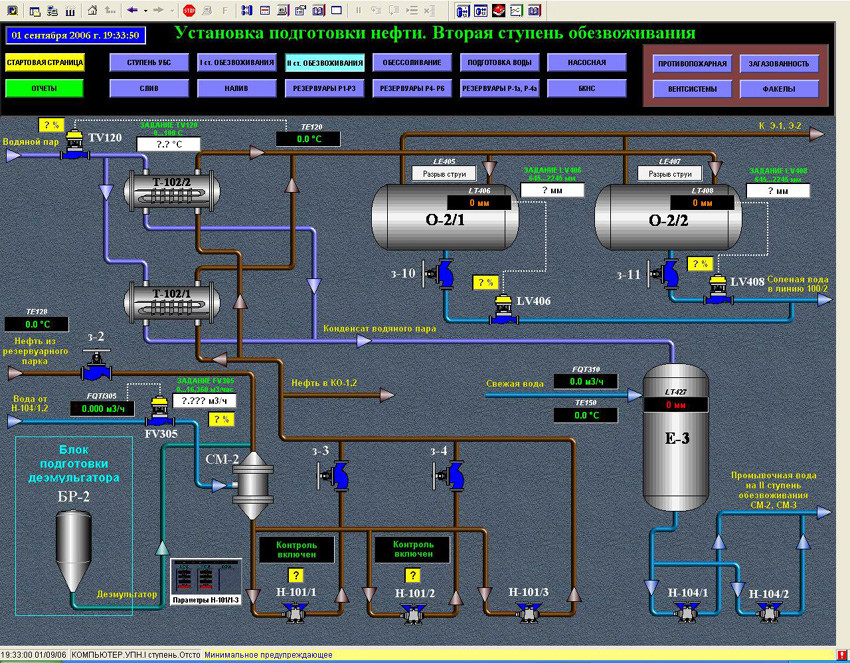 01 сентября 2006 г. 19:33:50
Установка подготовки нефти. Вторая ступень обезвоживания
СТАРТОВАЯ СТРАНИЦА
СТУПЕНЬ УБС
I ст. ОБЕЗВОЖИВАНИЯ
II ст. ОБЕЗВОЖИВАНИЯ
ОБЕССОЛИВАНИЕ
ПОДГОТОВКА ВОДЫ
НАСОСНАЯ
ПРОТИВОПОЖАРНАЯ
ЗАГАЗОВАННОСТЬ
ОТЧЕТЫ
СЛИВ
НАЛИВ
РЕЗЕРВУАРЫ Р1-Р3
РЕЗЕРВУАРЫ Р4- Р6
РЕЗЕРВУАРЫ Р-1а, Р-4а
БКНС
ВЕНТСИСТЕМЫ
ФАКЕЛЫ
? %
TV120
ЗАДАНИЕ TV120
0...100 C
?.? °C
TE120
0.0 °C
К Э-1, Э-2
Водяной пар
Т-102/2
LE405
Разрыв струи
LT406
0 мм
О-2/1
ЗАДАНИЕ LV406
645...2245 мм
? мм
LE407
Разрыв струи
LT408
0 мм
О-2/2
ЗАДАНИЕ LV408
645...2245 мм
? мм
з-10
? %
LV406
з-11
? %
LV408
Соленая вода
в линию 100/2
Т-102/1
TE128
0.0 °C
Нефть из
резервуарного
парка
з-2
Конденсат водяного пара
Вода от
Н-104/1,2
FQTI305
0.000 м3/ч
ЗАДАНИЕ FV305
?.??? м3/ч
? %
FV305
Нефть в КО-1,2
Свежая вода
FQT310
0.0 м3/ч
TE150
0.0 °C
LT427
0 мм
Е-3
Блок
подготовки
деэмульгатора
БР-2
СМ-2
з-3
з-4
Промывочная вода
на II ступень
обезвоживания
СМ-2, СМ-3
Контроль
включен
?
Контроль
включен
?
Деэмульгатор
Параметры Н-101/1-3
Н-101/1
Н-101/2
Н-101/3
Н-104/1
Н-104/2
19:33:00 01/09/06
КОМПЬЮТЕР.УПН.I ступень.Отсто
Минимальное предупреждающее